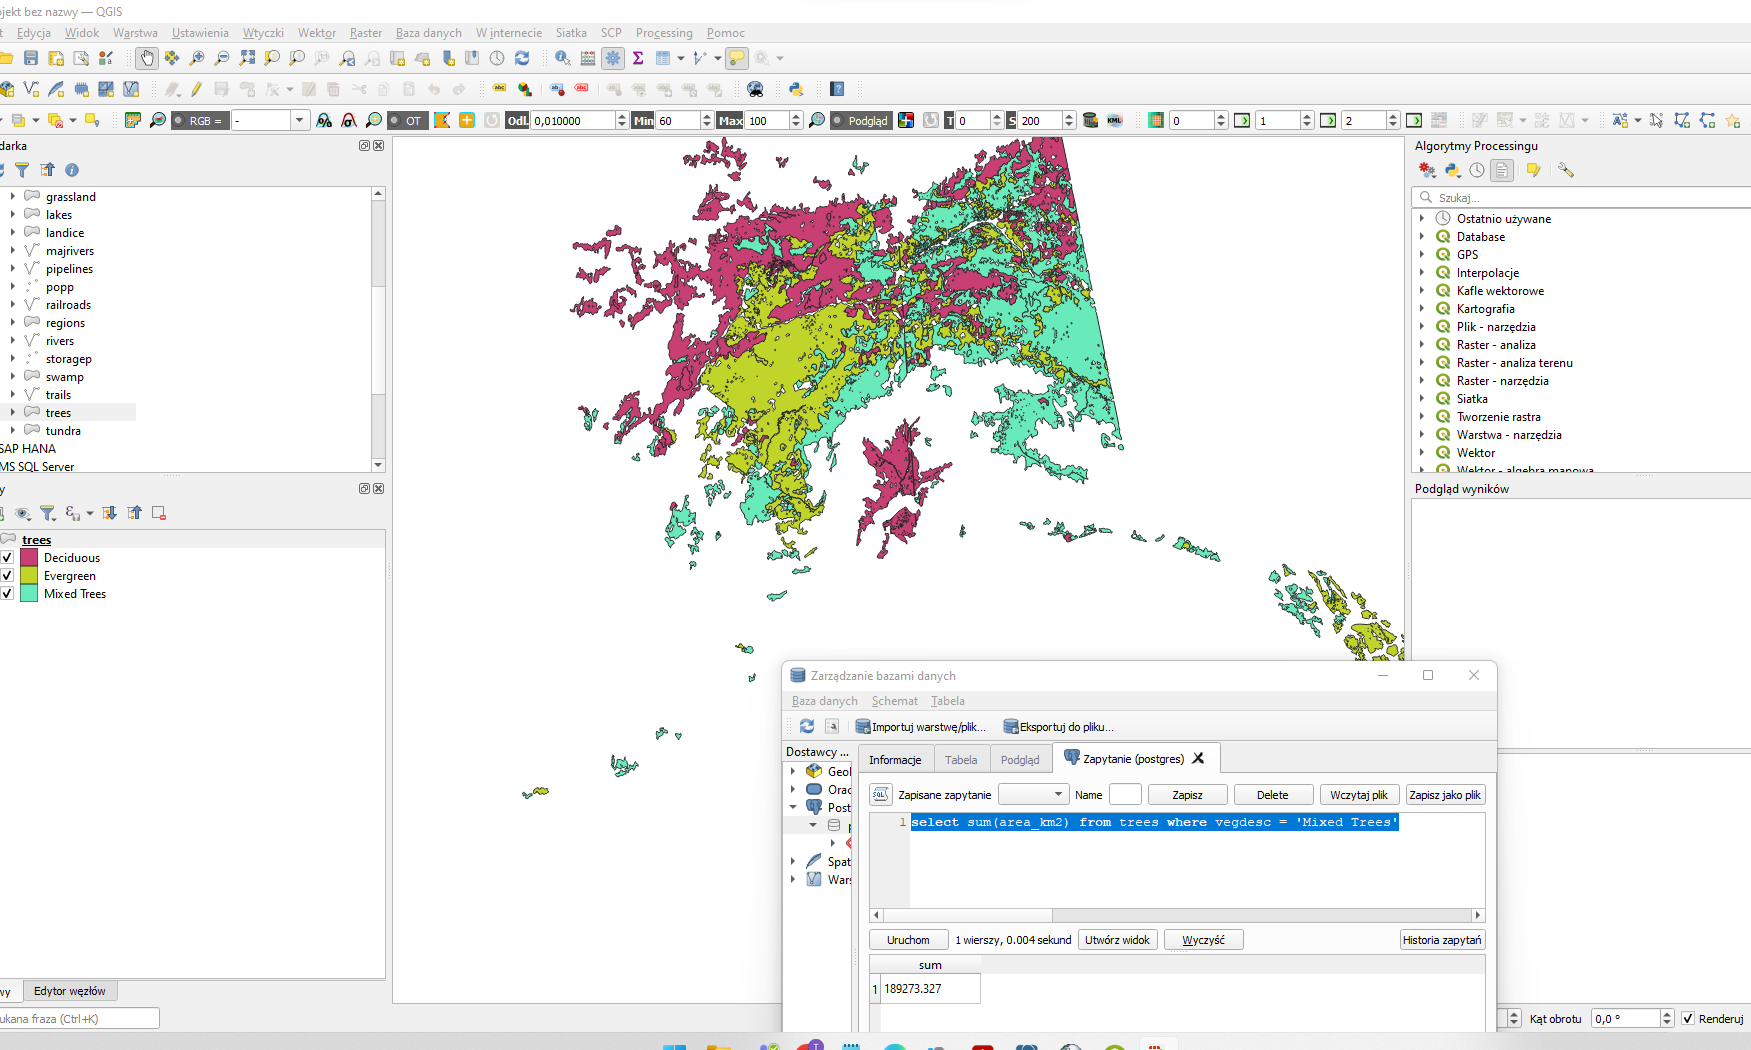 ojekt bez nazwy — QGIS
t Edycja Widok Warstwa Ustawienia Wtyczki Wektor Raster Baza danych W internecie Siatka SCP Processing Pomoc
abc abc
RGB = - OT Odl. 0,010000 Min 60 Max 100 Podgląd T 0 S 200 KML 0 1 2
darka
grassland
lakes
landice
majrivers
pipelines
popp
railroads
regions
rivers
storagep
swamp
trails
trees
tundra
SAP HANA
MS SQL Server
y
trees
Deciduous
Evergreen
Mixed Trees
wy Edytor węzłów
ukana fraza (Ctrl+K)
Algorytmy Processingu
Szukaj...
Ostatnio używane
Database
GPS
Interpolacje
Kafle wektorowe
Kartografia
Plik - narzędzia
Raster - analiza
Raster - analiza terenu
Raster - narzędzia
Siatka
Tworzenie rastra
Warstwa - narzędzia
Wektor
Wektor - algebra mapowa
Podgląd wyników
Zarządzanie bazami danych
Baza danych Schemat Tabela
Importuj warstwę/plik... Eksportuj do pliku...
Dostawcy ...
Geol
Orac
Post
p
Spat
Wars
Informacje Tabela Podgląd Zapytanie (postgres)
SQL Zapisane zapytanie Name Zapisz Delete Wczytaj plik Zapisz jako plik
1 select sum(area_km2) from trees where vegdesc = 'Mixed Trees'
Uruchom 1 wierszy, 0.004 sekund Utwórz widok Wyczyść Historia zapytań
sum
1 189273.327
Kąt obrotu 0,0 ° Renderuj